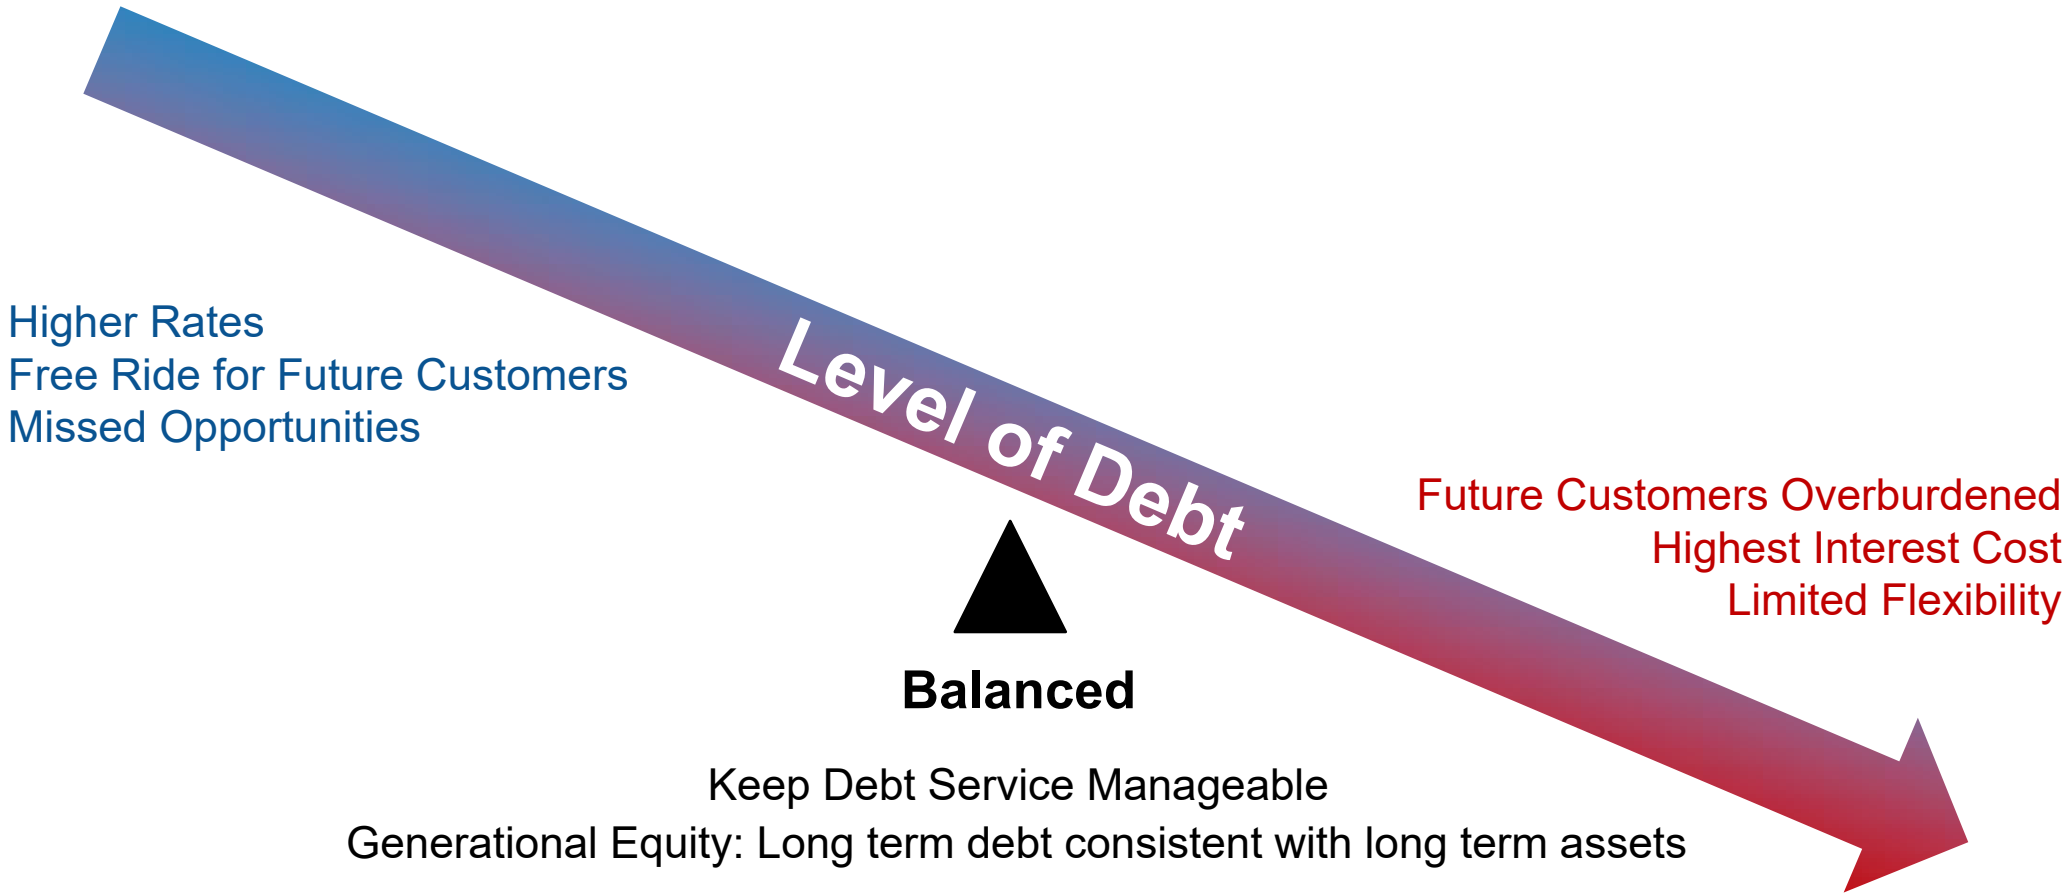 Higher Rates
Free Ride for Future Customers
Missed Opportunities
Level of Debt
Future Customers Overburdened
Highest Interest Cost
Limited Flexibility
Balanced
Keep Debt Service Manageable
Generational Equity: Long term debt consistent with long term assets